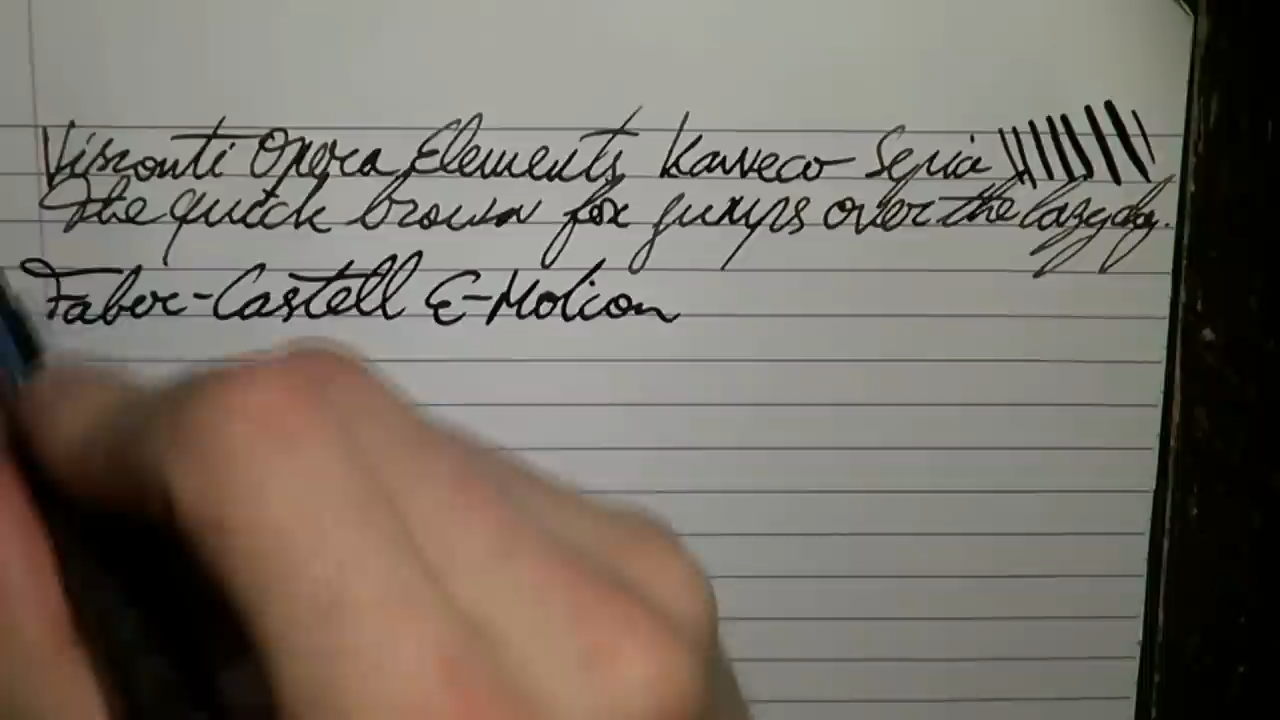 Visconti Opera Elements Kaweco Sepia
The quick brown fox jumps over the lazy dog.
Faber-Castell E-Motion